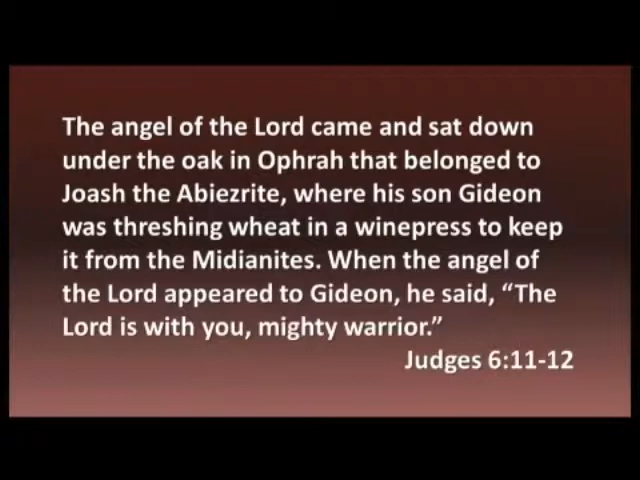 The angel of the Lord came and sat down
under the oak in Ophrah that belonged to
Joash the Abiezrite, where his son Gideon
was threshing wheat in a winepress to keep
it from the Midianites. When the angel of
the Lord appeared to Gideon, he said, “The
Lord is with you, mighty warrior.”
Judges 6:11-12